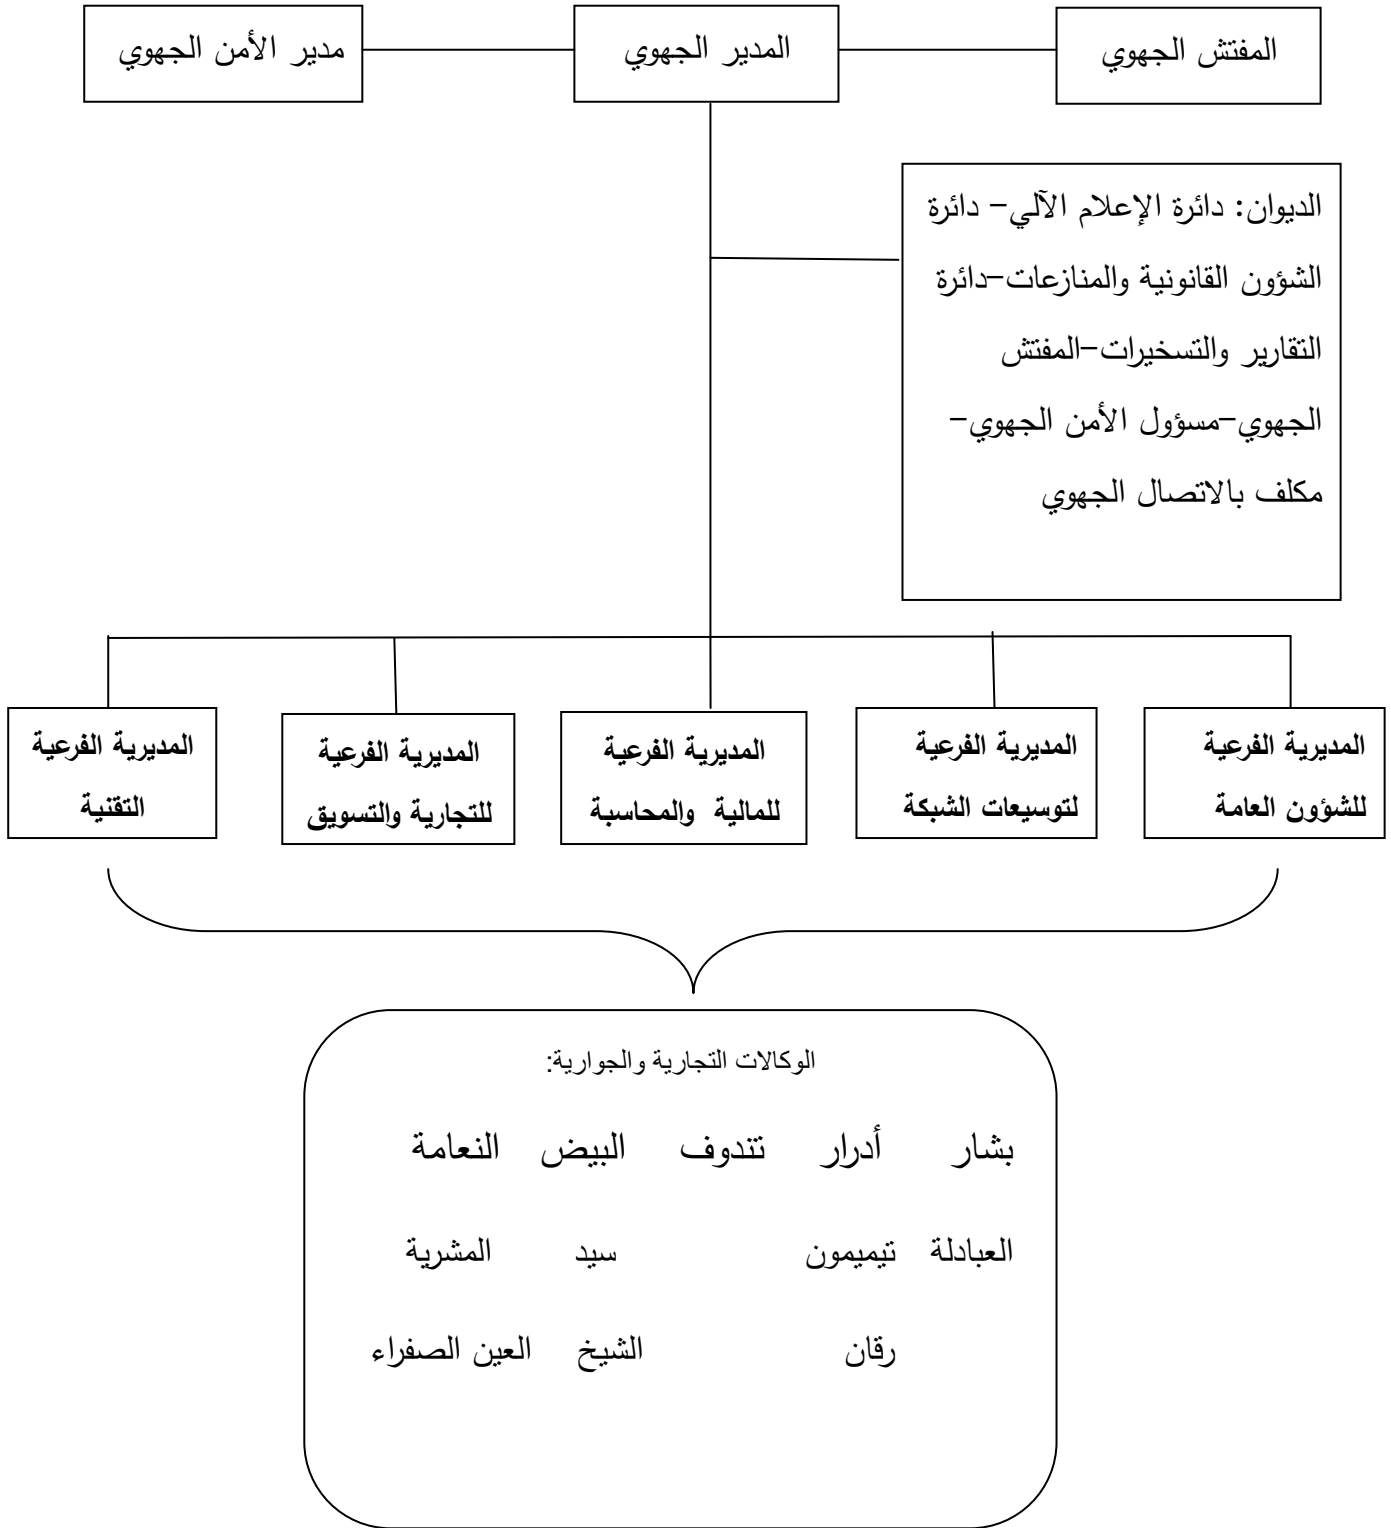 المفتش الجهوي
المدير الجهوي
مدير الأمن الجهوي
الديوان: دائرة الإعلام الآلي– دائرة
الشؤون القانونية والمنازعات–دائرة
التقارير والتسخيرات–المفتش
الجهوي–مسؤول الأمن الجهوي–
مكلف بالاتصال الجهوي
المديرية الفرعية
للشؤون العامة
المديرية الفرعية
لتوسيعات الشبكة
المديرية الفرعية
للمالية والمحاسبة
المديرية الفرعية
للتجارية والتسويق
المديرية الفرعية
التقنية
الوكالات التجارية والجوارية:
بشار أدرار تندوف البيض النعامة
العبادلة تيميمون سيد المشرية
رقان الشيخ العين الصفراء